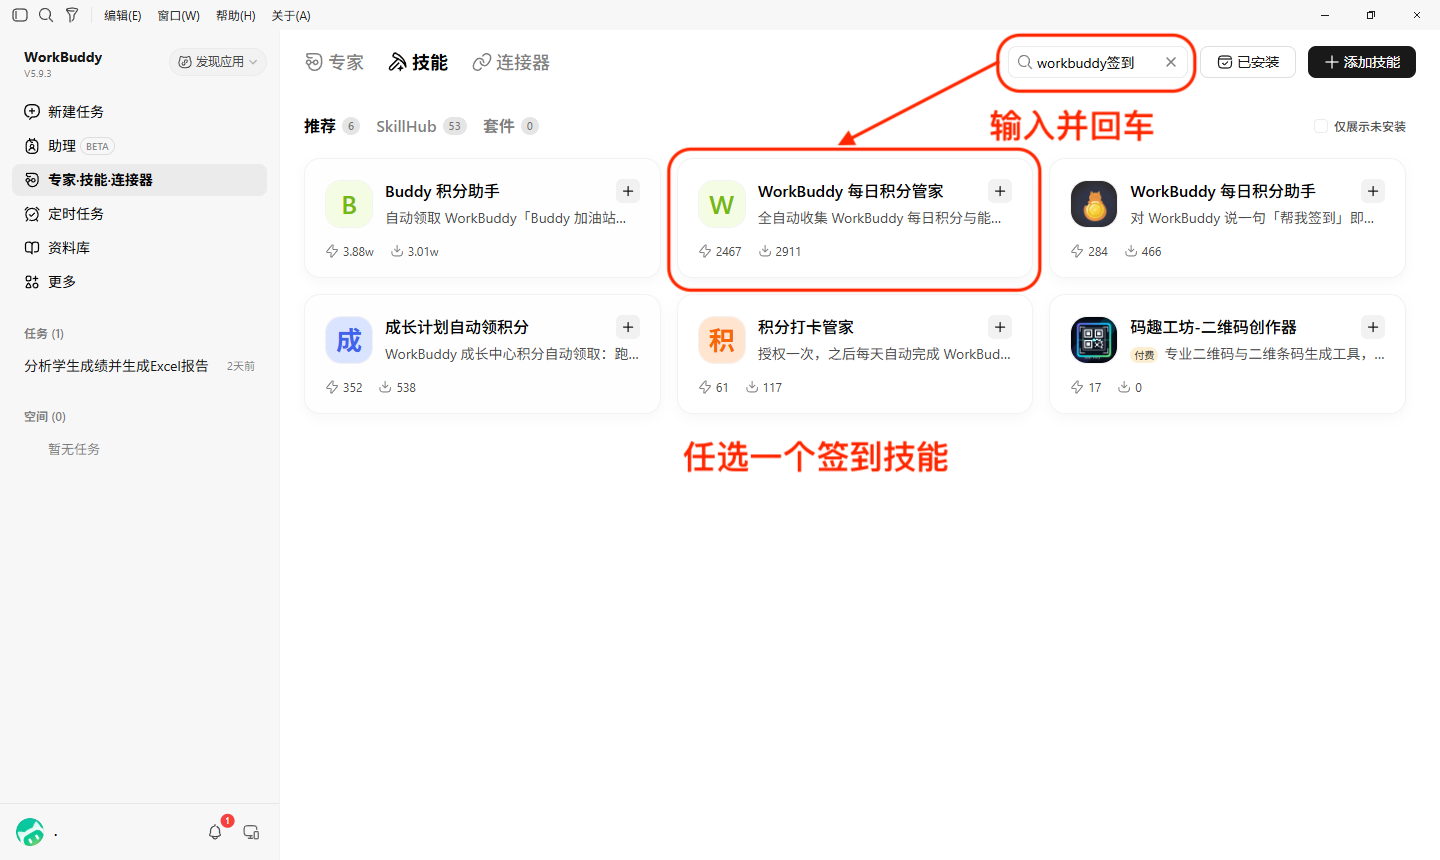 编辑(E) 窗口(W) 帮助(H) 关于(A)
WorkBuddy
V5.9.3
发现应用
新建任务
助理 BETA
专家·技能·连接器
定时任务
资料库
更多
任务 (1)
分析学生成绩并生成Excel报告 2天前
空间 (0)
暂无任务
.
1
专家 技能 连接器
workbuddy签到
已安装
添加技能
输入并回车
推荐 6 SkillHub 53 套件 0
仅展示未安装
B
Buddy 积分助手
自动领取 WorkBuddy「Buddy 加油站...
3.88w 3.01w
W
WorkBuddy 每日积分管家
全自动收集 WorkBuddy 每日积分与能...
2467 2911
WorkBuddy 每日积分助手
对 WorkBuddy 说一句「帮我签到」即...
284 466
成
成长计划自动领积分
WorkBuddy 成长中心积分自动领取：跑...
352 538
积
积分打卡管家
授权一次，之后每天自动完成 WorkBud...
61 117
码趣工坊-二维码创作器
付费 专业二维码与二维条码生成工具，...
17 0
任选一个签到技能